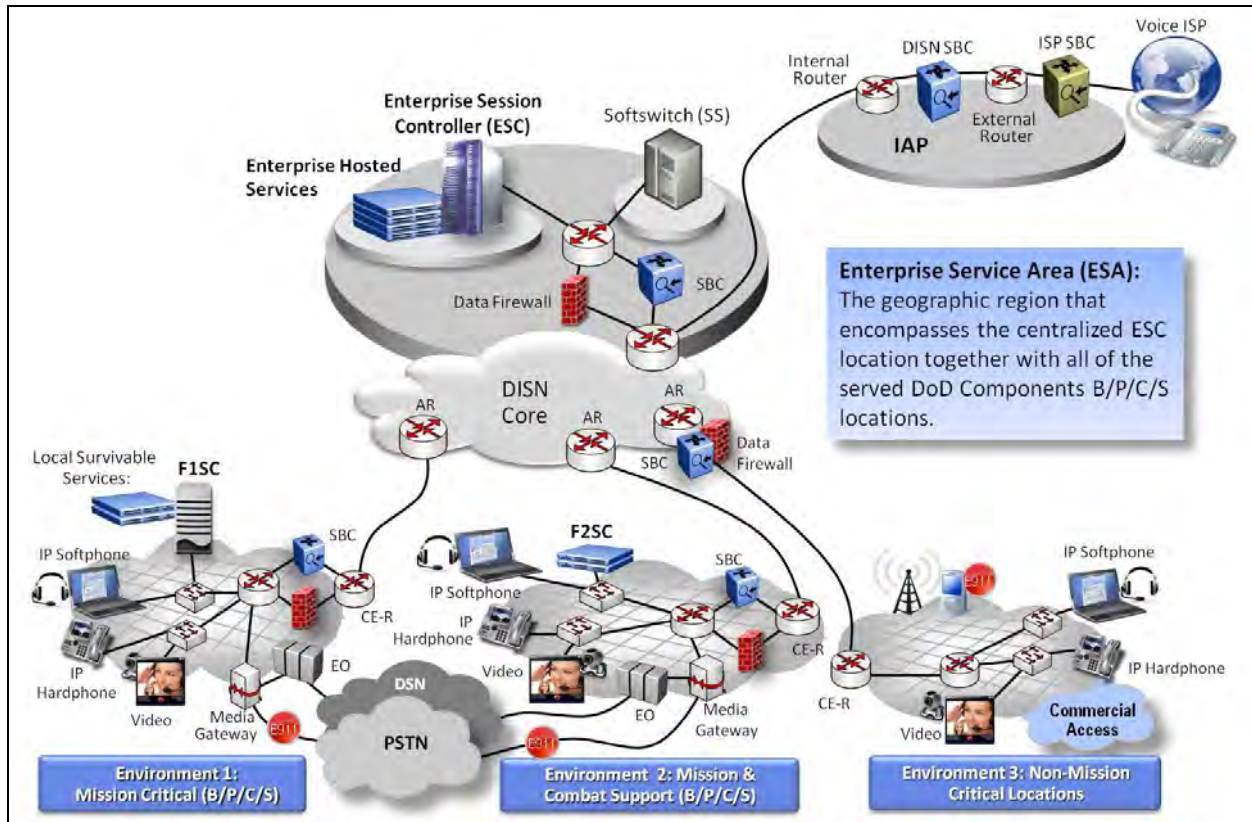 Voice ISP
DISN SBC
ISP SBC
Internal
Router
External
Router
IAP
Enterprise Session
Controller (ESC)
Softswitch (SS)
Enterprise Hosted
Services
SBC
Data Firewall
Enterprise Service Area (ESA):
The geographic region that
encompasses the centralized ESC
location together with all of the
served DoD Components B/P/C/S
locations.
DISN
Core
AR
AR
AR
SBC
Data
Firewall
Local Survivable
Services:
F1SC
SBC
IP Softphone
CE-R
IP
Hardphone
Video
EO
Media
Gateway
E911
F2SC
SBC
IP Softphone
IP
Hardphone
CE-R
Video
EO
Media
Gateway
E911
DSN
PSTN
E911
IP Softphone
IP Hardphone
CE-R
Video
Commercial
Access
Environment 1:
Mission Critical (B/P/C/S)
Environment 2: Mission &
Combat Support (B/P/C/S)
Environment 3: Non-Mission
Critical Locations